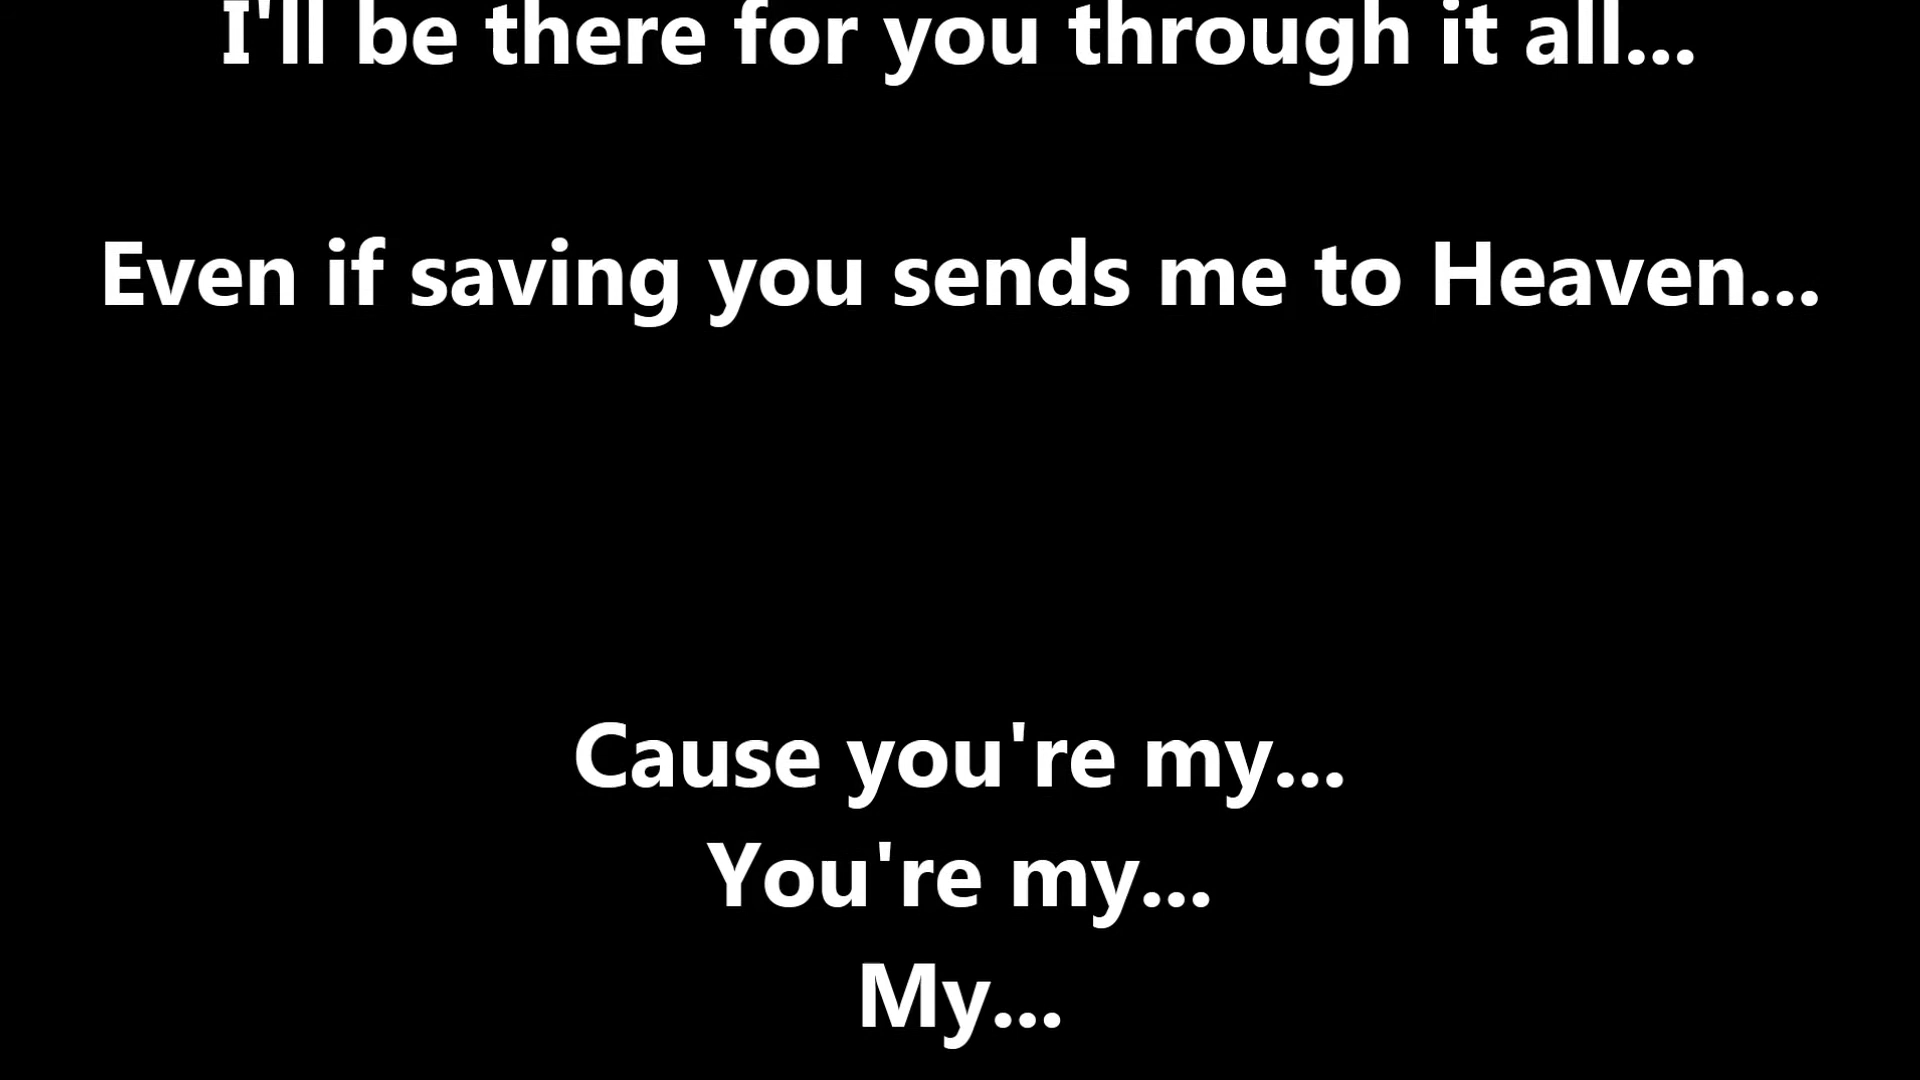 I'll be there for you through it all...
Even if saving you sends me to Heaven...
Cause you're my...
You're my...
My...